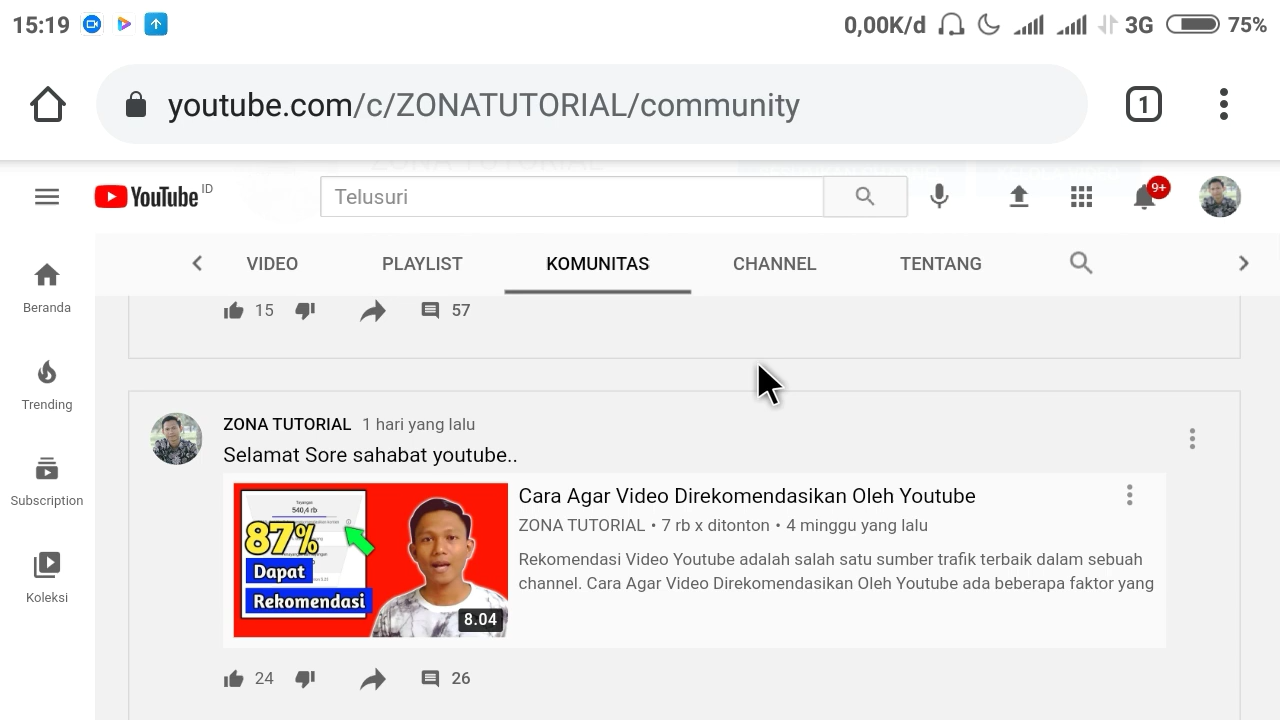 15:19
0,00K/d
3G
75%
youtube.com/c/ZONATUTORIAL/community
1
ZONA TUTORIAL
YouTube ID
Telusuri
9+
VIDEO
PLAYLIST
KOMUNITAS
CHANNEL
TENTANG
Beranda
Trending
Subscription
Koleksi
15
57
ZONA TUTORIAL 1 hari yang lalu
Selamat Sore sahabat youtube..
540,4 rb
87%
Dapat
Rekomendasi
8.04
Cara Agar Video Direkomendasikan Oleh Youtube
ZONA TUTORIAL • 7 rb x ditonton • 4 minggu yang lalu
Rekomendasi Video Youtube adalah salah satu sumber trafik terbaik dalam sebuah
channel. Cara Agar Video Direkomendasikan Oleh Youtube ada beberapa faktor yang
24
26